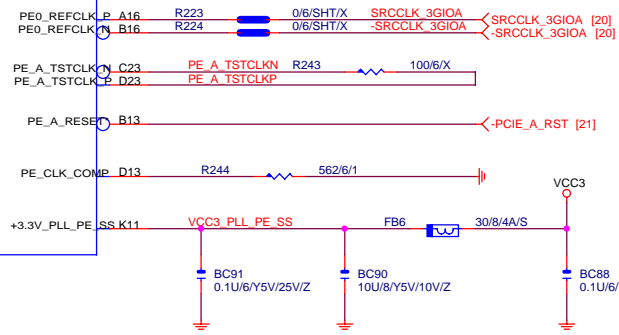 PE0_REFCLK_P A16 R223 0/6/SHT/X SRCCLK_3GIOA SRCCLK_3GIOA [20]
PE0_REFCLK_N B16 R224 0/6/SHT/X -SRCCLK_3GIOA -SRCCLK_3GIOA [20]
PE_A_TSTCLK_N C23 PE_A_TSTCLKN R243 100/6/X
PE_A_TSTCLK_P D23 PE_A_TSTCLKP
PE_A_RESET* B13 -PCIE_A_RST [21]
PE_CLK_COMP D13 R244 562/6/1
VCC3
+3.3V_PLL_PE_SS K11 VCC3_PLL_PE_SS FB6 30/8/4A/S
BC91 BC90 BC88
0.1U/6/Y5V/25V/Z 10U/8/Y5V/10V/Z 0.1U/6/